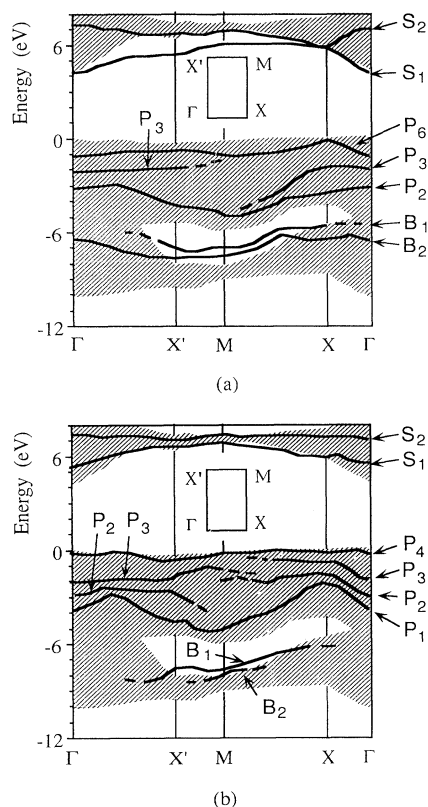 Energy (eV)
6
0
-6
-12
S₂
S₁
X' M
Γ X
P₃
P₆
P₃
P₂
B₁
B₂
Γ X' M X Γ
(a)
Energy (eV)
6
0
-6
-12
S₂
S₁
X' M
Γ X
P₂ P₃
P₄
P₃
P₂
P₁
B₁
B₂
Γ X' M X Γ
(b)